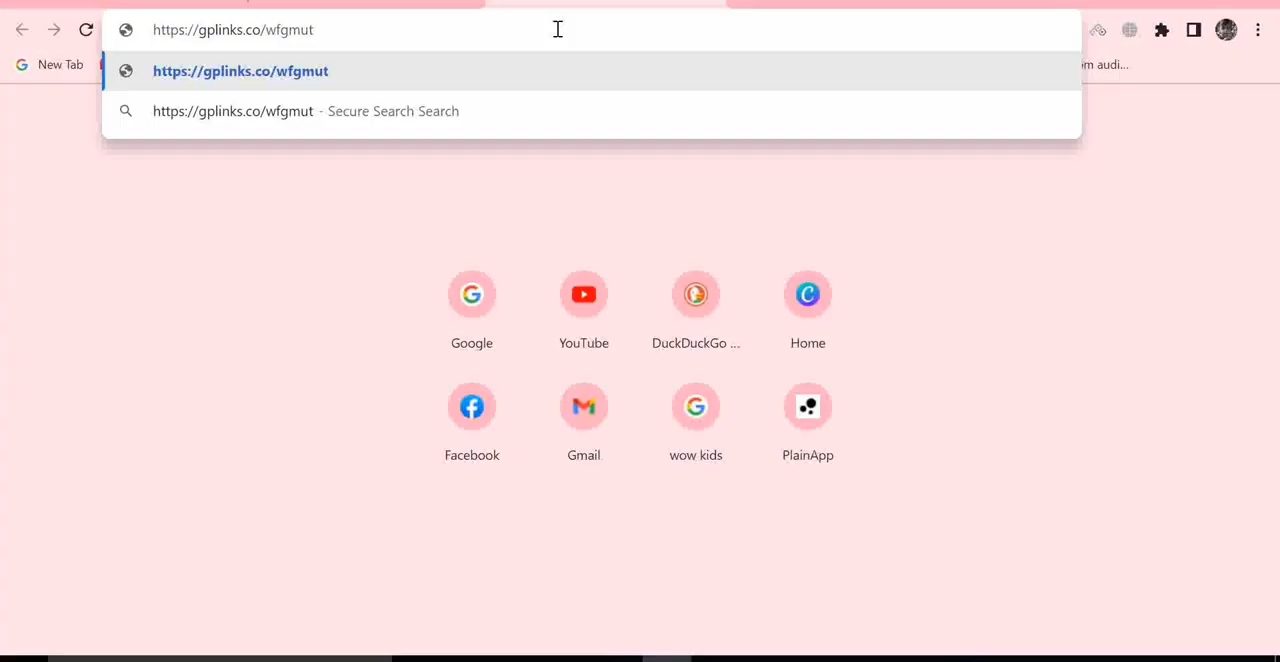 https://gplinks.co/wfgmut
https://gplinks.co/wfgmut
https://gplinks.co/wfgmut - Secure Search Search
New Tab
m audi...
Google
YouTube
DuckDuckGo ...
Home
Facebook
Gmail
wow kids
PlainApp